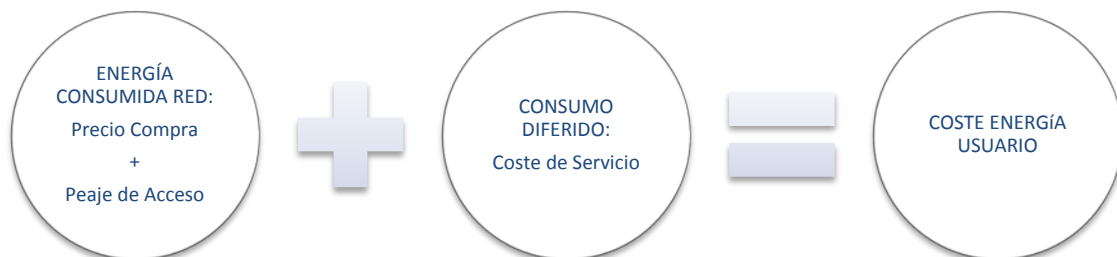 ENERGÍA
CONSUMIDA RED:
Precio Compra
+
Peaje de Acceso
CONSUMO
DIFERIDO:
Coste de Servicio
COSTE ENERGÍA
USUARIO